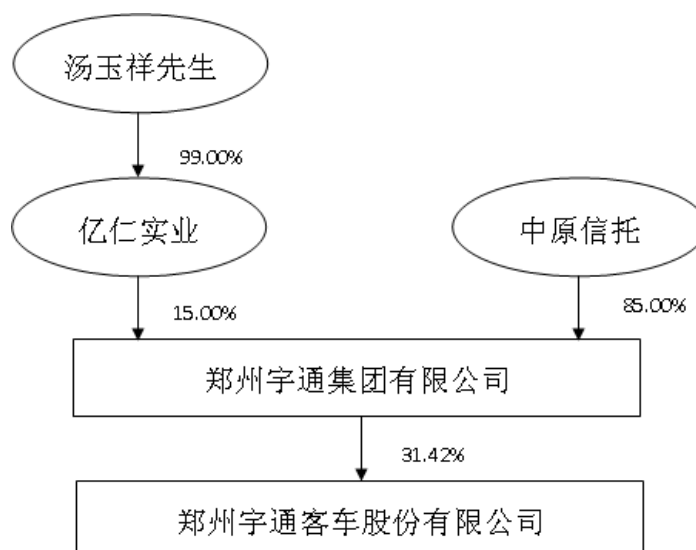 汤玉祥先生
99.00%
亿仁实业
中原信托
15.00%
85.00%
郑州宇通集团有限公司
31.42%
郑州宇通客车股份有限公司